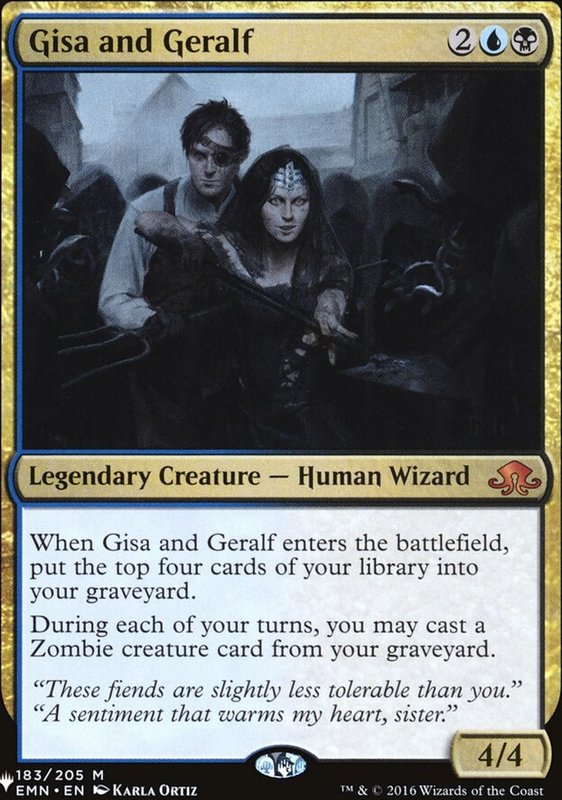 Gisa and Geralf
2
Legendary Creature — Human Wizard
When Gisa and Geralf enters the battlefield,
put the top four cards of your library into
your graveyard.
During each of your turns, you may cast a
Zombie creature card from your graveyard.
“These fiends are slightly less tolerable than you.”
“A sentiment that warms my heart, sister.”
4/4
183/205 M
EMN • EN Karla Ortiz
™ & © 2016 Wizards of the Coast